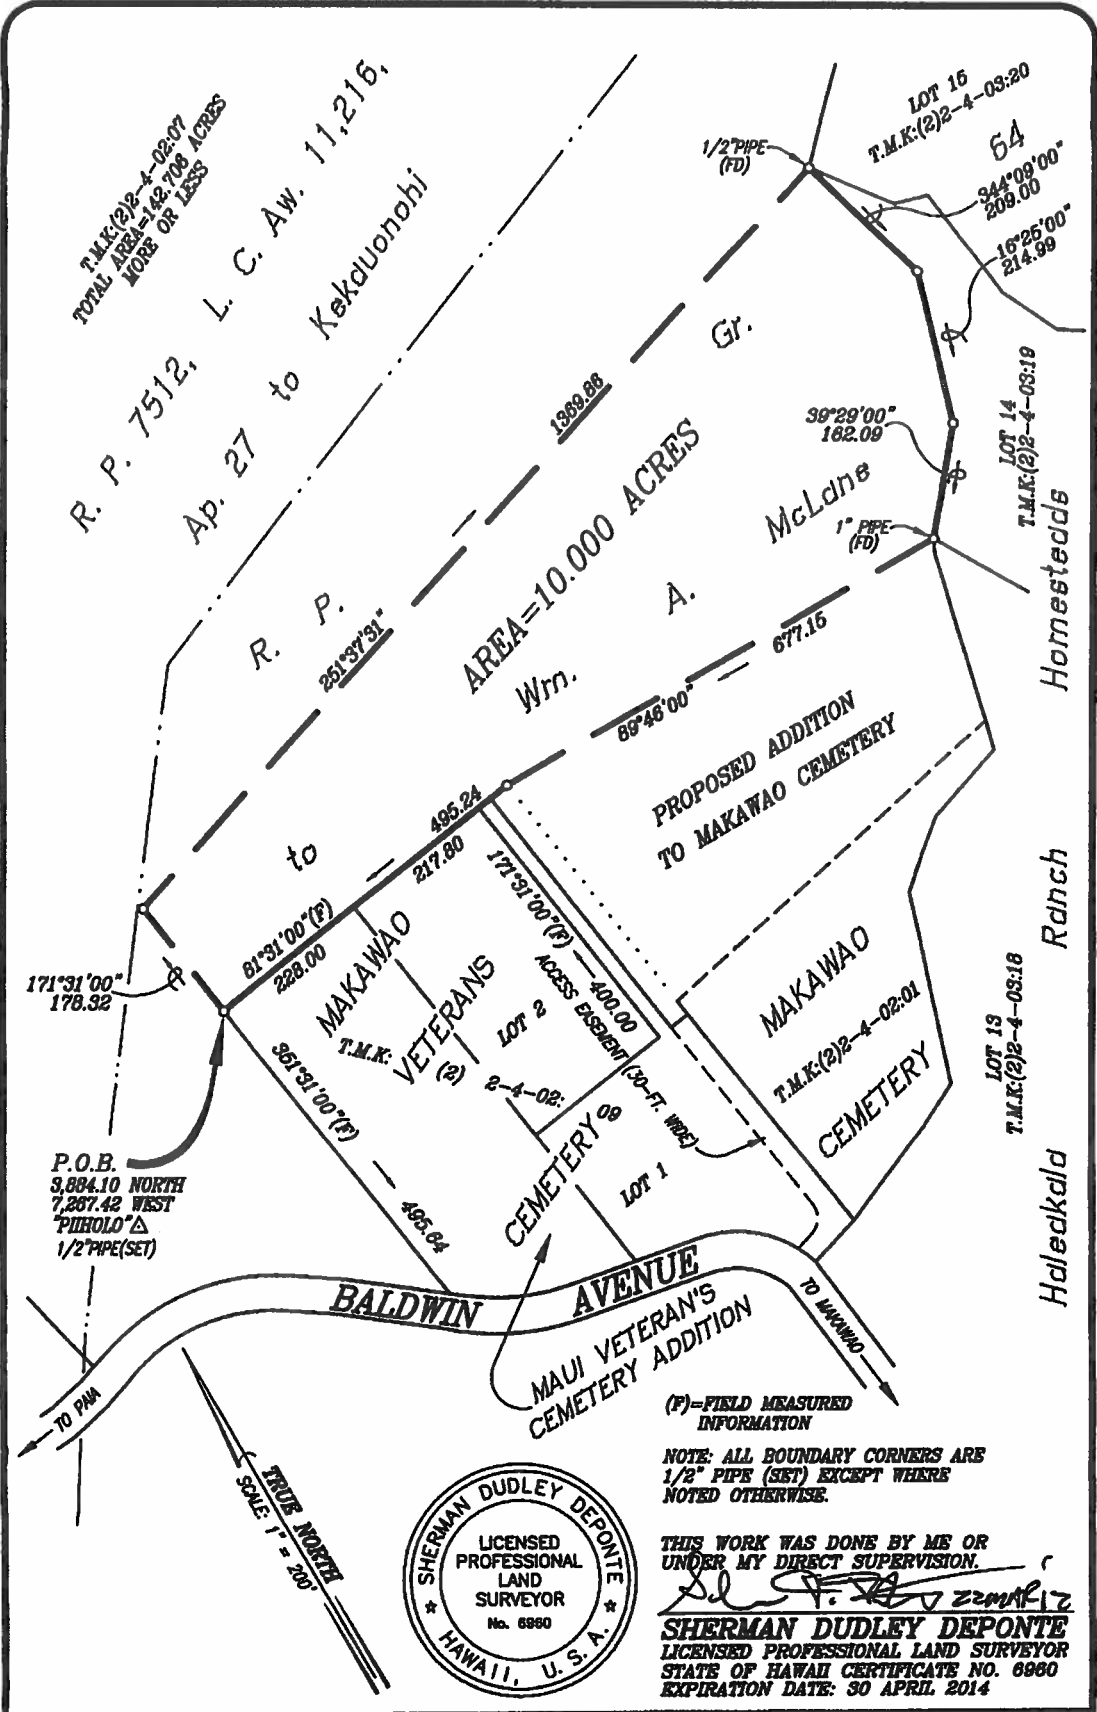 T.M.K:(2)2-4-02:07
TOTAL AREA=142.706 ACRES
MORE OR LESS
R. P. 7512, L. C. Aw. 11,216,
Ap. 27 to Kekauonohi
LOT 15
T.M.K:(2)2-4-03:20
64
1/2"PIPE
(FD)
344°09'00"
209.00
16°25'00"
214.99
R. P. Gr.
1369.86
251°37'31"
AREA=10.000 ACRES
39°29'00"
162.09
LOT 14
T.M.K:(2)2-4-03:19
1" PIPE
(FD)
to Wm. A. McLane
677.15
89°46'00"
PROPOSED ADDITION
TO MAKAWAO CEMETERY
495.24
217.80
81°31'00"(F)
228.00
171°31'00"
178.32
171°31'00"(F)
400.00
ACCESS EASEMENT (30-FT. WIDE)
MAKAWAO
VETERANS
CEMETERY
T.M.K: (2) 2-4-02: 09
LOT 2
LOT 1
351°31'00"(F)
495.64
MAKAWAO
T.M.K:(2)2-4-02:01
CEMETERY
LOT 13
T.M.K:(2)2-4-03:18
Haleakala Ranch Homesteads
P.O.B.
3,884.10 NORTH
7,267.42 WEST
"PIIHOLO"
1/2"PIPE(SET)
BALDWIN AVENUE
TO PAIA
TO MAKAWAO
MAUI VETERAN'S
CEMETERY ADDITION
TRUE NORTH
SCALE: 1" = 200'
(F)=FIELD MEASURED
INFORMATION
NOTE: ALL BOUNDARY CORNERS ARE
1/2" PIPE (SET) EXCEPT WHERE
NOTED OTHERWISE.
SHERMAN DUDLEY DEPONTE
LICENSED
PROFESSIONAL
LAND
SURVEYOR
No. 6960
HAWAII, U. S. A.
THIS WORK WAS DONE BY ME OR
UNDER MY DIRECT SUPERVISION.
22MAR12
SHERMAN DUDLEY DEPONTE
LICENSED PROFESSIONAL LAND SURVEYOR
STATE OF HAWAII CERTIFICATE NO. 6960
EXPIRATION DATE: 30 APRIL 2014